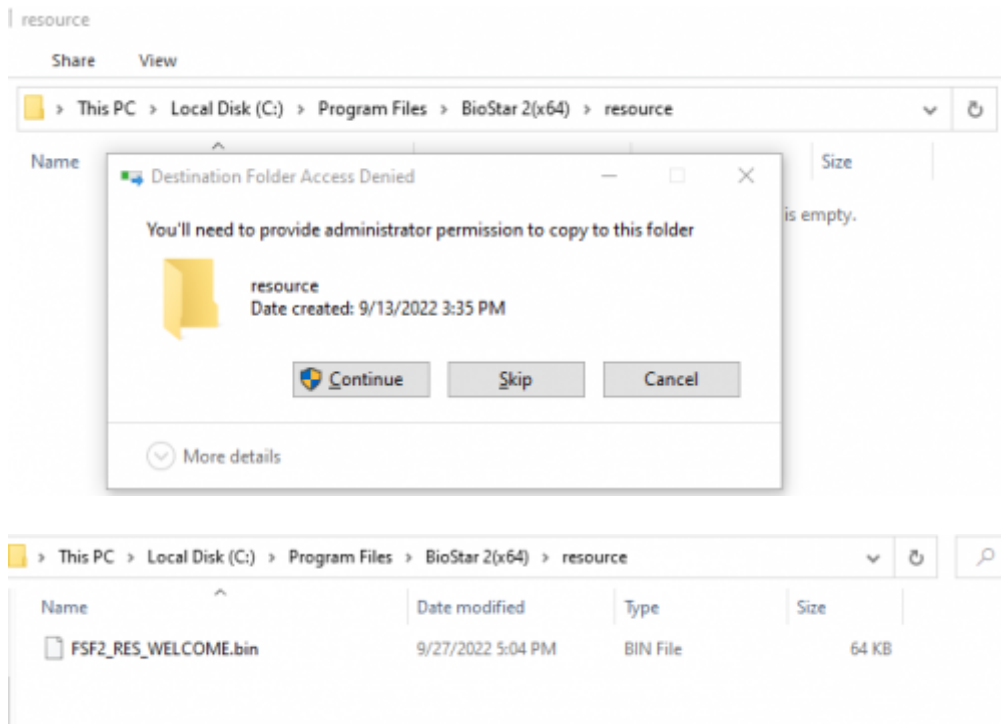 resource
Share View
This PC > Local Disk (C:) > Program Files > BioStar 2(x64) > resource
Name Size
Destination Folder Access Denied
is empty.
You'll need to provide administrator permission to copy to this folder
resource
Date created: 9/13/2022 3:35 PM
Continue Skip Cancel
More details
This PC > Local Disk (C:) > Program Files > BioStar 2(x64) > resource
Name Date modified Type Size
FSF2_RES_WELCOME.bin 9/27/2022 5:04 PM BIN File 64 KB